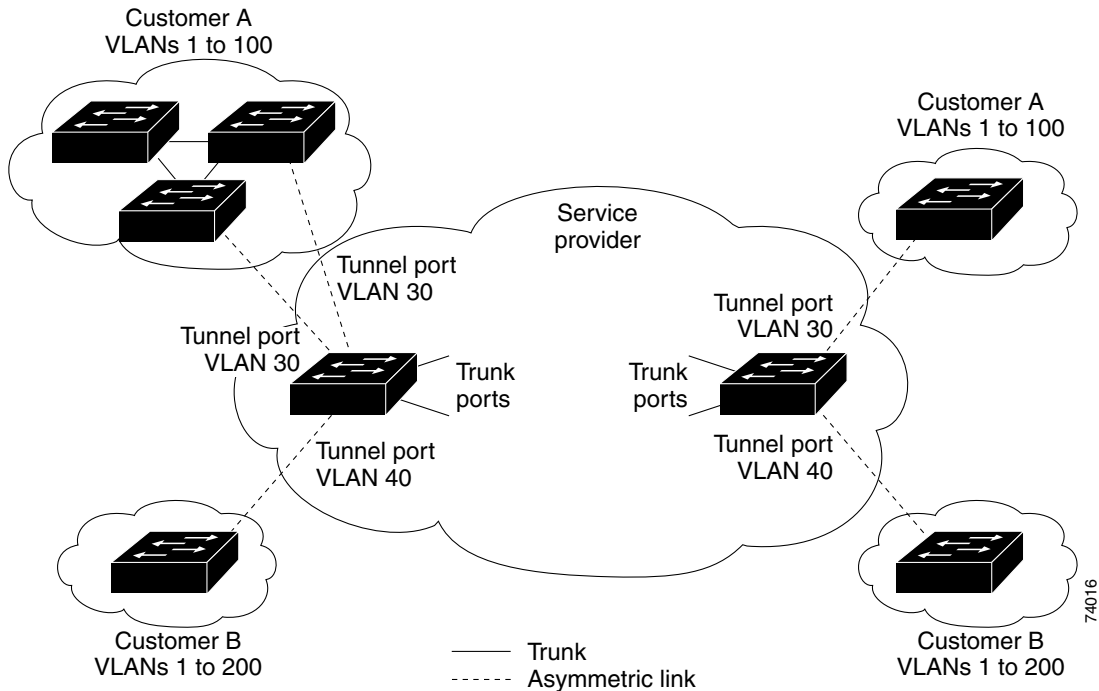 Customer A
VLANs 1 to 100
Customer A
VLANs 1 to 100
Service
provider
Tunnel port
VLAN 30
Tunnel port
VLAN 30
Tunnel port
VLAN 30
Trunk
ports
Trunk
ports
Tunnel port
VLAN 40
Tunnel port
VLAN 40
Customer B
VLANs 1 to 200
Trunk
Asymmetric link
Customer B
VLANs 1 to 200
74016